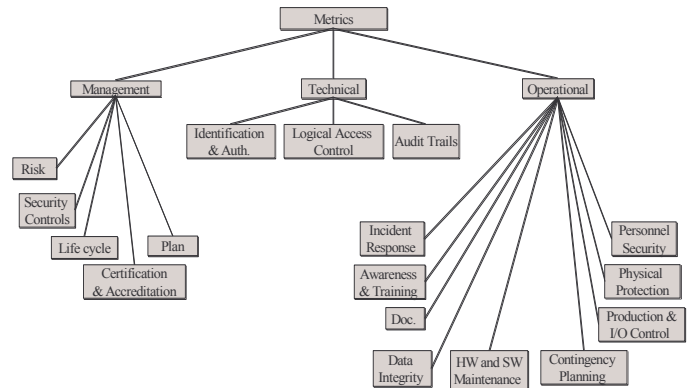 Metrics
Management
Technical
Operational
Identification
& Auth.
Logical Access
Control
Audit Trails
Risk
Security
Controls
Life cycle
Plan
Certification
& Accreditation
Incident
Response
Awareness
& Training
Doc.
Data
Integrity
HW and SW
Maintenance
Contingency
Planning
Production &
I/O Control
Physical
Protection
Personnel
Security